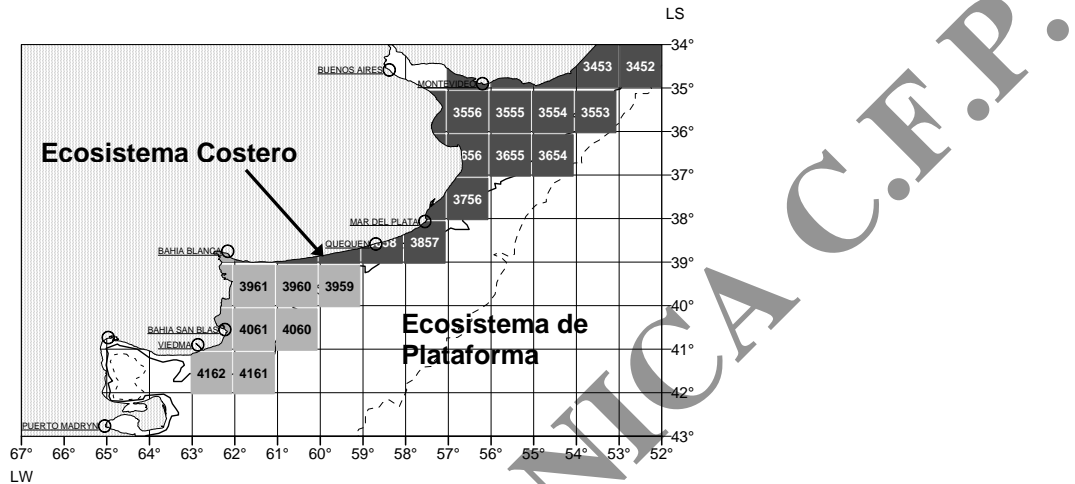 LS
34°
BUENOS AIRES
3453 3452
MONTEVIDEO
35°
3556 3555 3554 3553
36°
Ecosistema Costero
3655 3654
37°
3756
MAR DEL PLATA
38°
QUEQUEN 3857
BAHIA BLANCA
39°
3961 3960 3959
40°
BAHIA SAN BLAS
4061 4060
Ecosistema de
Plataforma
VIEDMA
41°
4162 4161
42°
PUERTO MADRYN
43°
67° 66° 65° 64° 63° 62° 61° 60° 59° 58° 57° 56° 55° 54° 53° 52°
LW
NICA C.F.P.